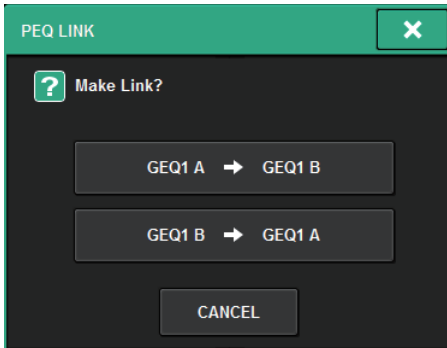 PEQ LINK
Make Link?
GEQ1 A → GEQ1 B
GEQ1 B → GEQ1 A
CANCEL